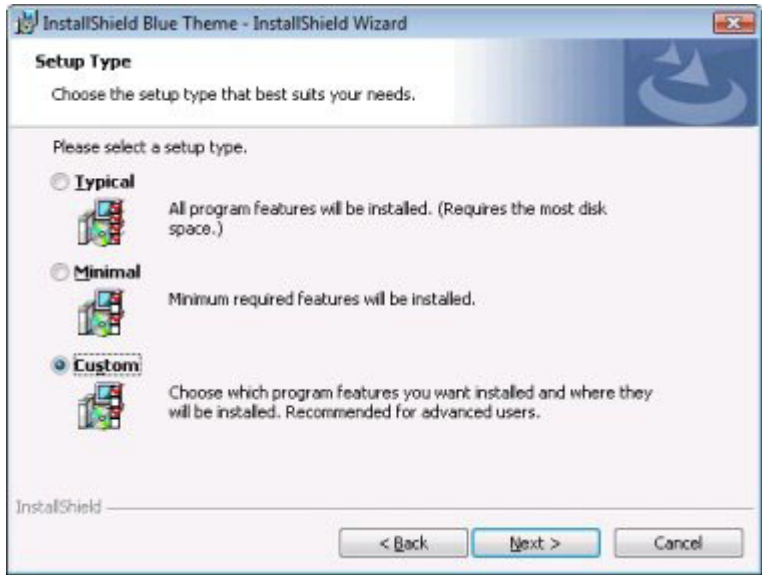 InstallShield Blue Theme - InstallShield Wizard
Setup Type
Choose the setup type that best suits your needs.
Please select a setup type.
Typical
All program features will be installed. (Requires the most disk
space.)
Minimal
Minimum required features will be installed.
Custom
Choose which program features you want installed and where they
will be installed. Recommended for advanced users.
InstallShield
< Back
Next >
Cancel